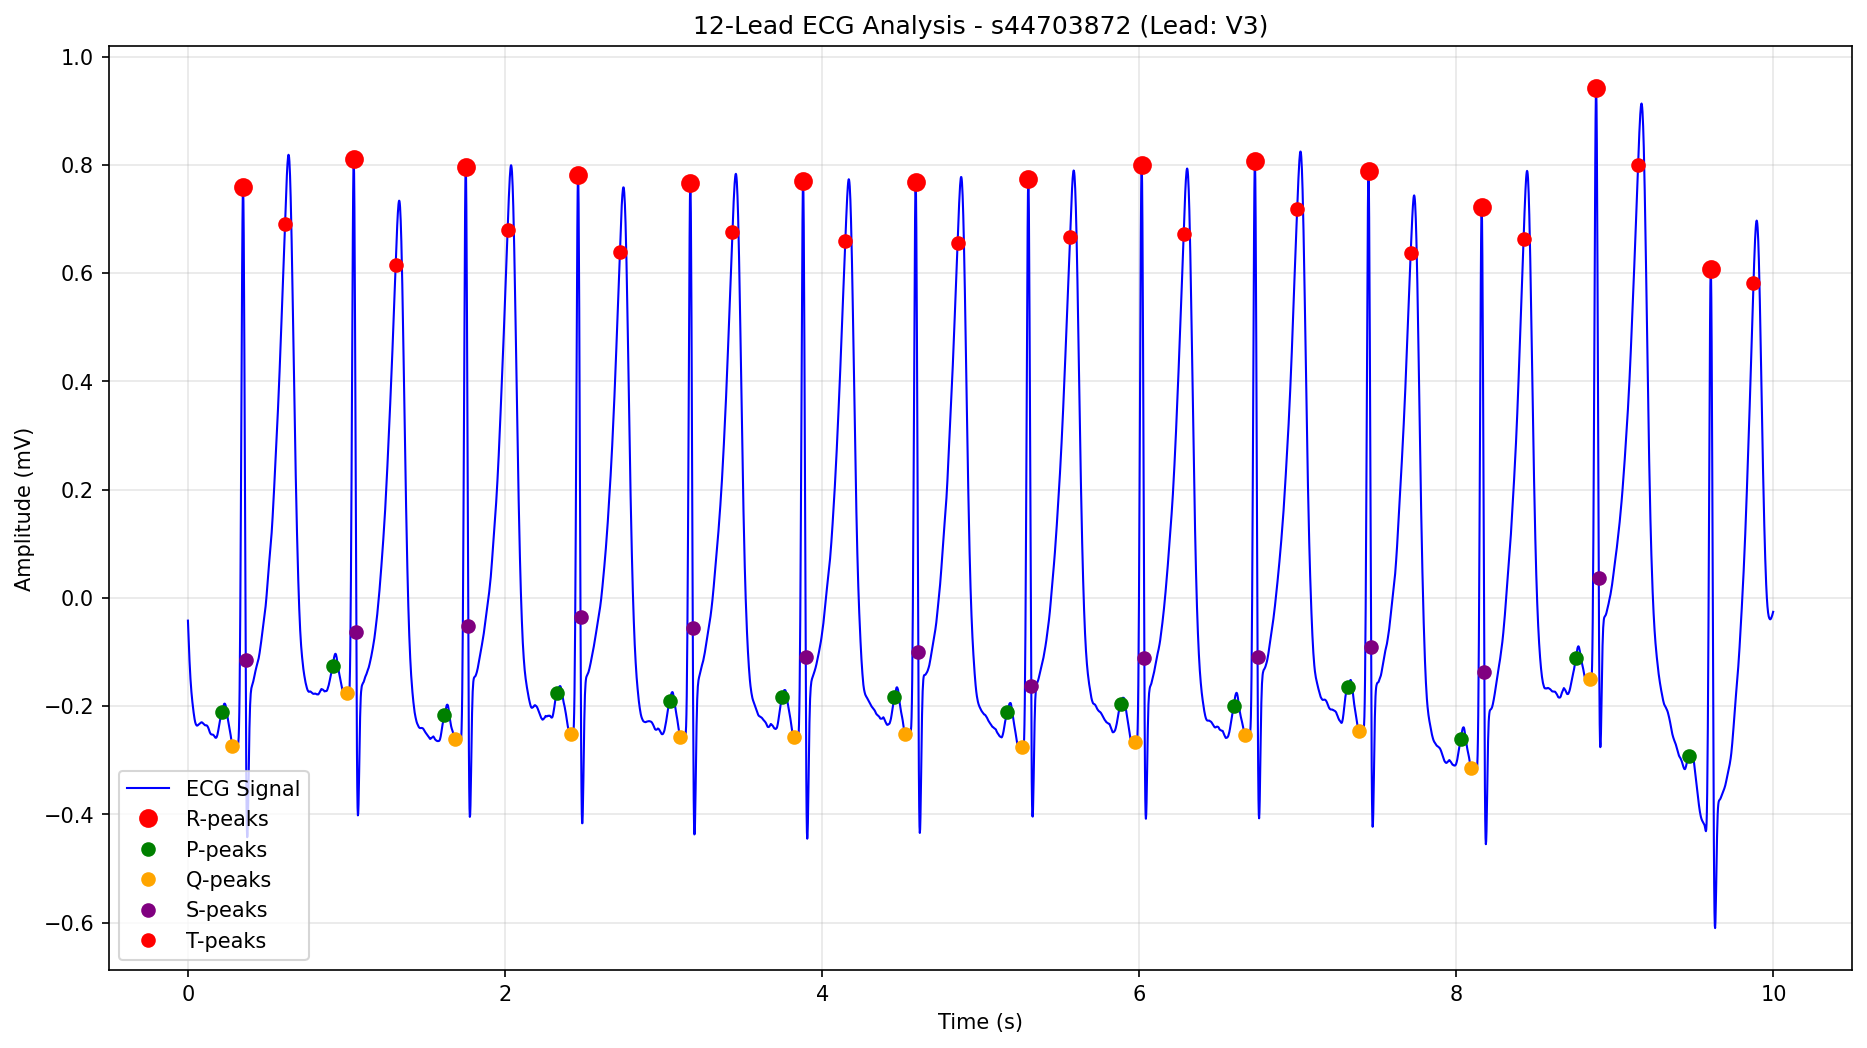 12-Lead ECG Analysis - s44703872 (Lead: V3)
1.0
0.8
0.6
0.4
0.2
0.0
−0.2
−0.4
−0.6
Amplitude (mV)
ECG Signal
R-peaks
P-peaks
Q-peaks
S-peaks
T-peaks
0 2 4 6 8 10
Time (s)